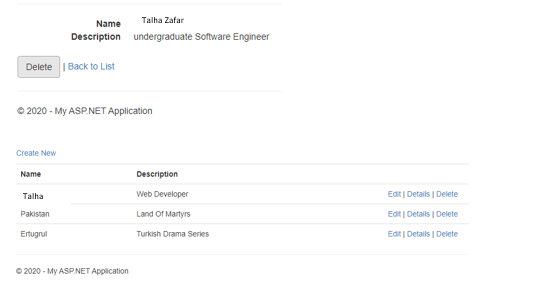 Name Talha Zafar
Description undergraduate Software Engineer
Delete | Back to List
© 2020 - My ASP.NET Application
Create New
Name Description
Talha Web Developer Edit | Details | Delete
Pakistan Land Of Martyrs Edit | Details | Delete
Ertugrul Turkish Drama Series Edit | Details | Delete
© 2020 - My ASP.NET Application